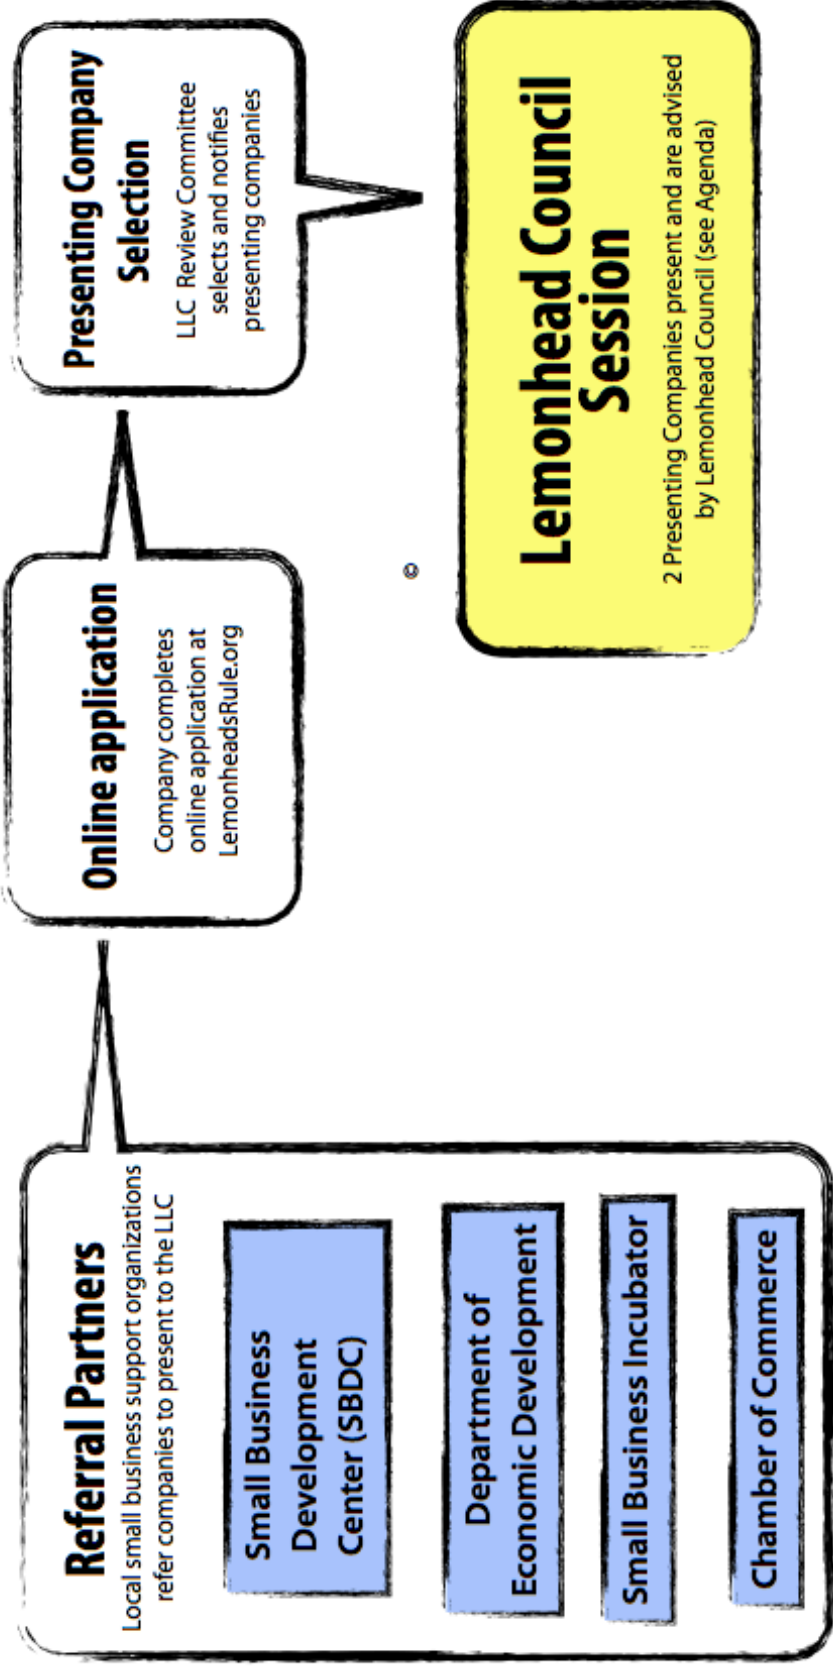 Referral Partners
Local small business support organizations
refer companies to present to the LLC
Small Business
Development
Center (SBDC)
Department of
Economic Development
Small Business Incubator
Chamber of Commerce
Online application
Company completes
online application at
LemonheadsRule.org
Presenting Company
Selection
LLC Review Committee
selects and notifies
presenting companies
©
Lemonhead Council
Session
2 Presenting Companies present and are advised
by Lemonhead Council (see Agenda)